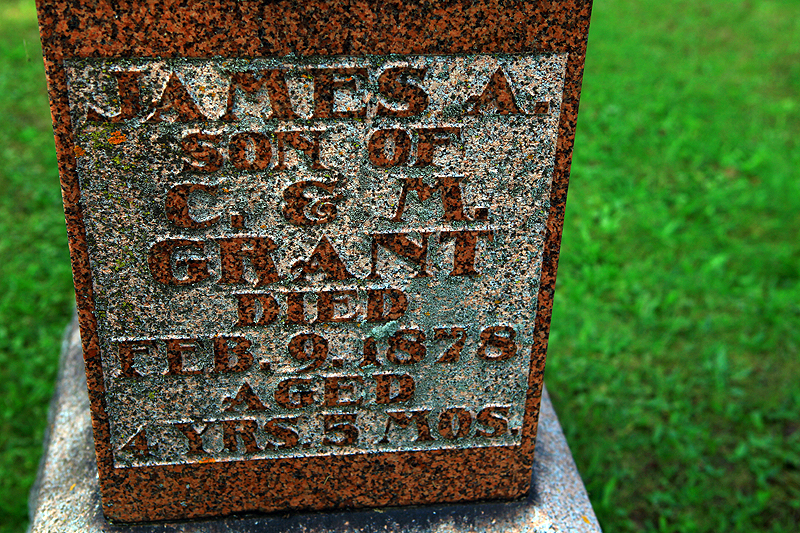 JAMES A.
SON OF
C. & M.
GRANT
DIED
FEB. 9. 1878
AGED
4 YRS. 5 MOS.